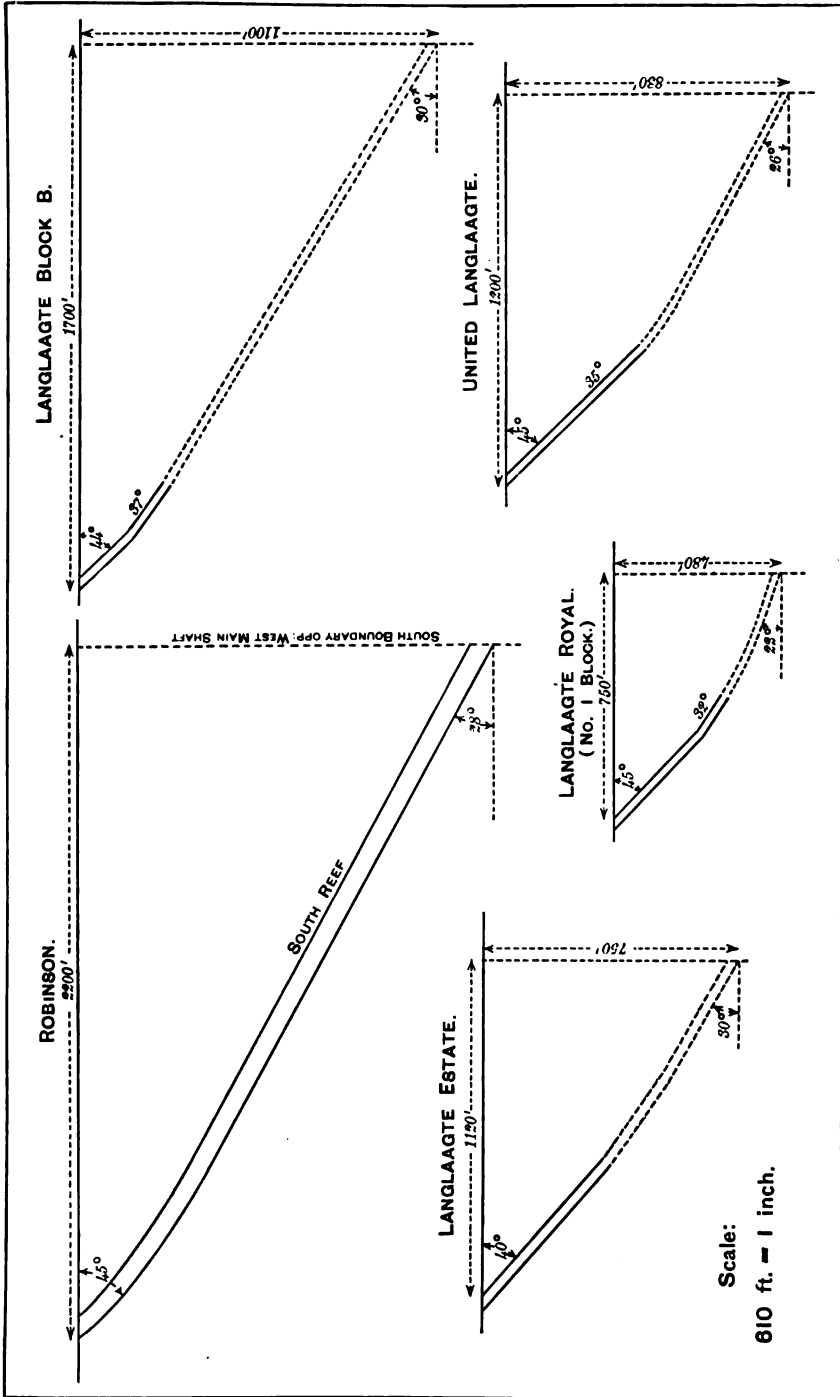 ROBINSON.
2200'
45°
SOUTH REEF
28°
SOUTH BOUNDARY OPP: WEST MAIN SHAFT
LANGLAAGTE BLOCK B.
1700'
44°
37°
30°
1100'
LANGLAAGTE ESTATE.
1120'
40°
30°
750'
LANGLAAGTE ROYAL.
(No. 1 BLOCK.)
750'
45°
32°
480'
UNITED LANGLAAGTE.
1200'
45°
35°
26°
830'
Scale:
610 ft. = 1 inch.